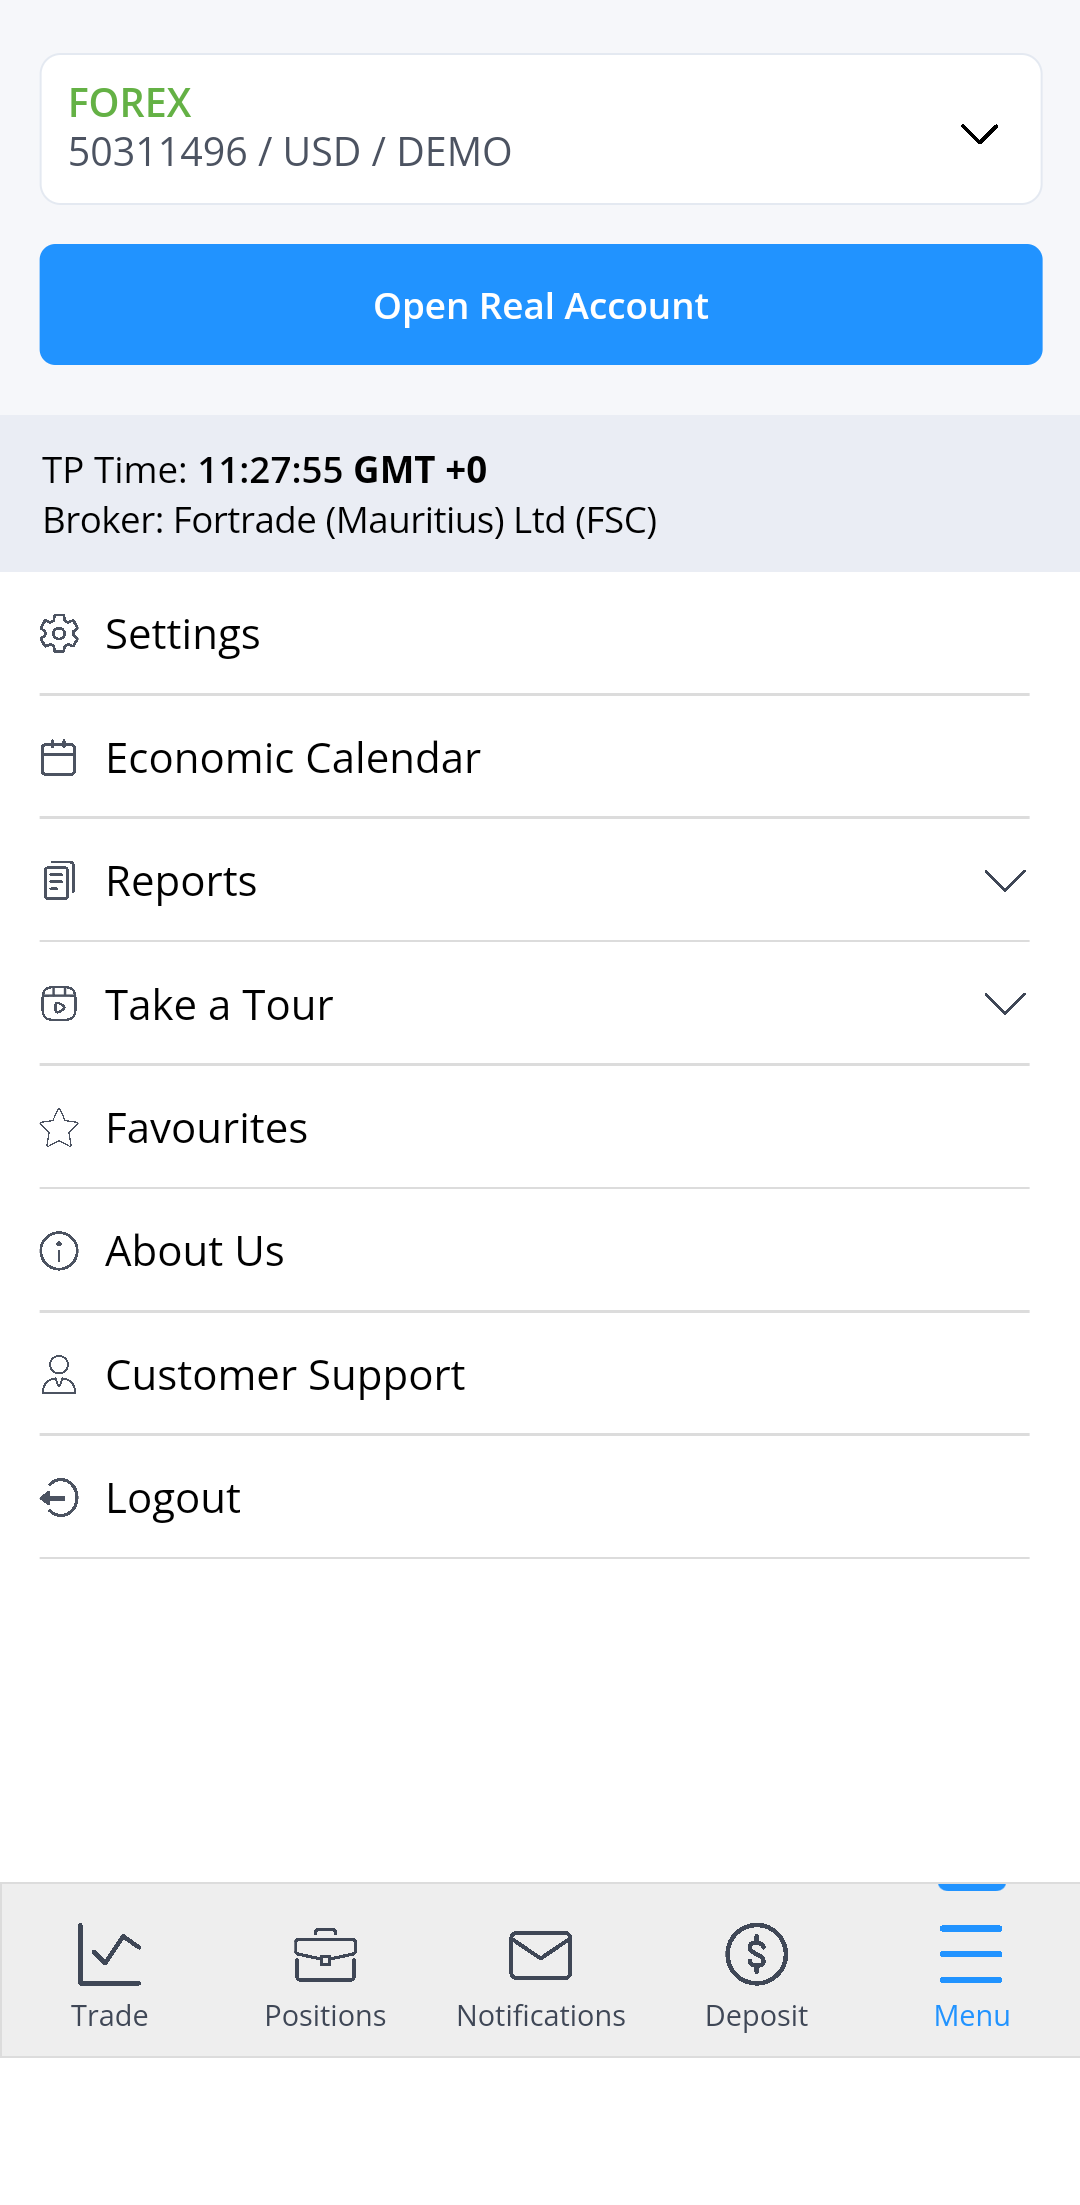 FOREX
50311496 / USD / DEMO
Open Real Account
TP Time: 11:27:55 GMT +0
Broker: Fortrade (Mauritius) Ltd (FSC)
Settings
Economic Calendar
Reports
Take a Tour
Favourites
About Us
Customer Support
Logout
Trade Positions Notifications Deposit Menu